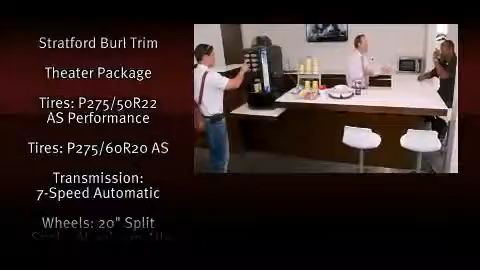 Stratford Burl Trim
Theater Package
Tires: P275/50R22
AS Performance
Tires: P275/60R20 AS
Transmission:
7-Speed Automatic
Wheels: 20" Split